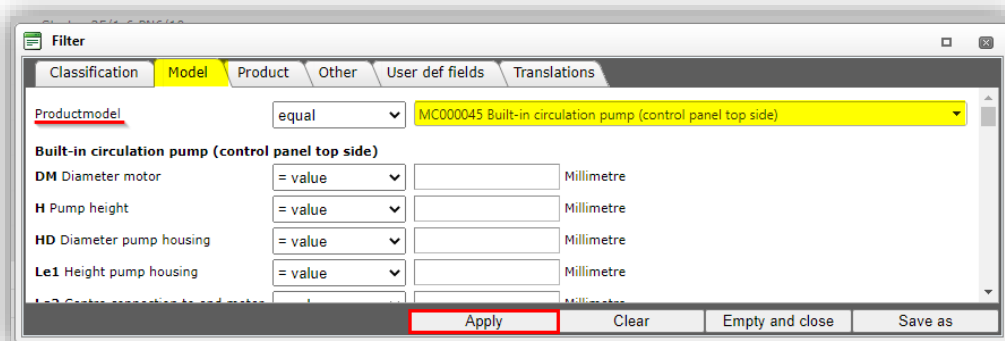 Filter
Classification Model Product Other User def fields Translations
Productmodel equal MC000045 Built-in circulation pump (control panel top side)
Built-in circulation pump (control panel top side)
DM Diameter motor = value Millimetre
H Pump height = value Millimetre
HD Diameter pump housing = value Millimetre
Le1 Height pump housing = value Millimetre
Apply Clear Empty and close Save as